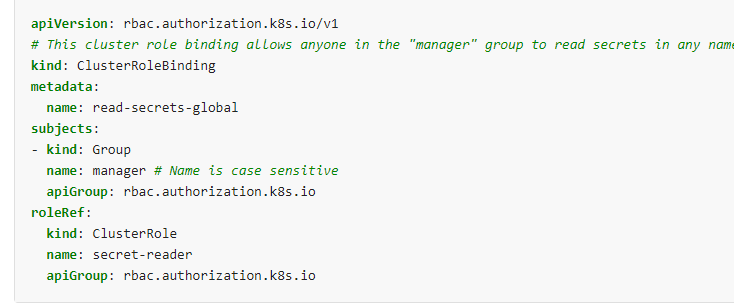 apiVersion: rbac.authorization.k8s.io/v1
# This cluster role binding allows anyone in the "manager" group to read secrets in any name
kind: ClusterRoleBinding
metadata:
  name: read-secrets-global
subjects:
- kind: Group
  name: manager # Name is case sensitive
  apiGroup: rbac.authorization.k8s.io
roleRef:
  kind: ClusterRole
  name: secret-reader
  apiGroup: rbac.authorization.k8s.io